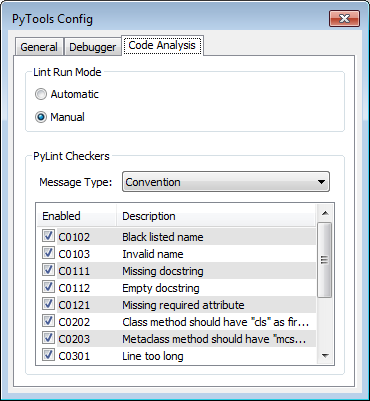 PyTools Config
General Debugger Code Analysis
Lint Run Mode
Automatic
Manual
PyLint Checkers
Message Type: Convention
Enabled Description
C0102 Black listed name
C0103 Invalid name
C0111 Missing docstring
C0112 Empty docstring
C0121 Missing required attribute
C0202 Class method should have "cls" as fir...
C0203 Metaclass method should have "mcs...
C0301 Line too long